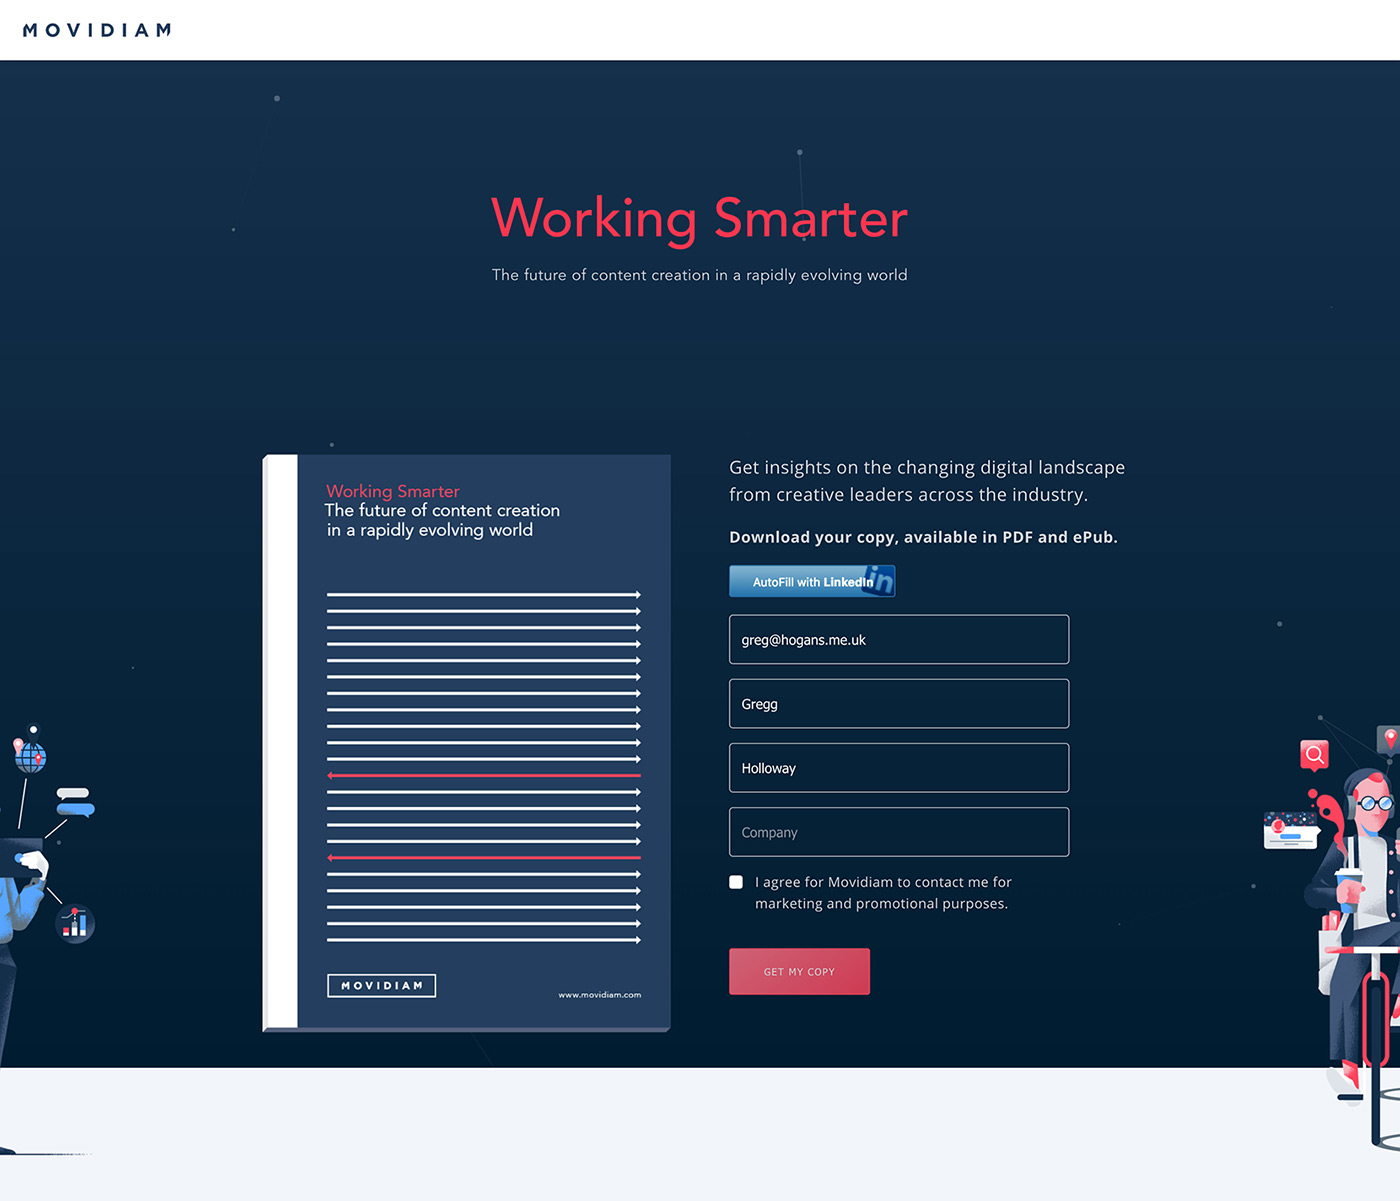 MOVIDIAM
Working Smarter
The future of content creation in a rapidly evolving world
Working Smarter
The future of content creation
in a rapidly evolving world
MOVIDIAM
www.movidiam.com
Get insights on the changing digital landscape
from creative leaders across the industry.
Download your copy, available in PDF and ePub.
AutoFill with LinkedIn
in
greg@hogans.me.uk
Gregg
Holloway
Company
I agree for Movidiam to contact me for
marketing and promotional purposes.
GET MY COPY